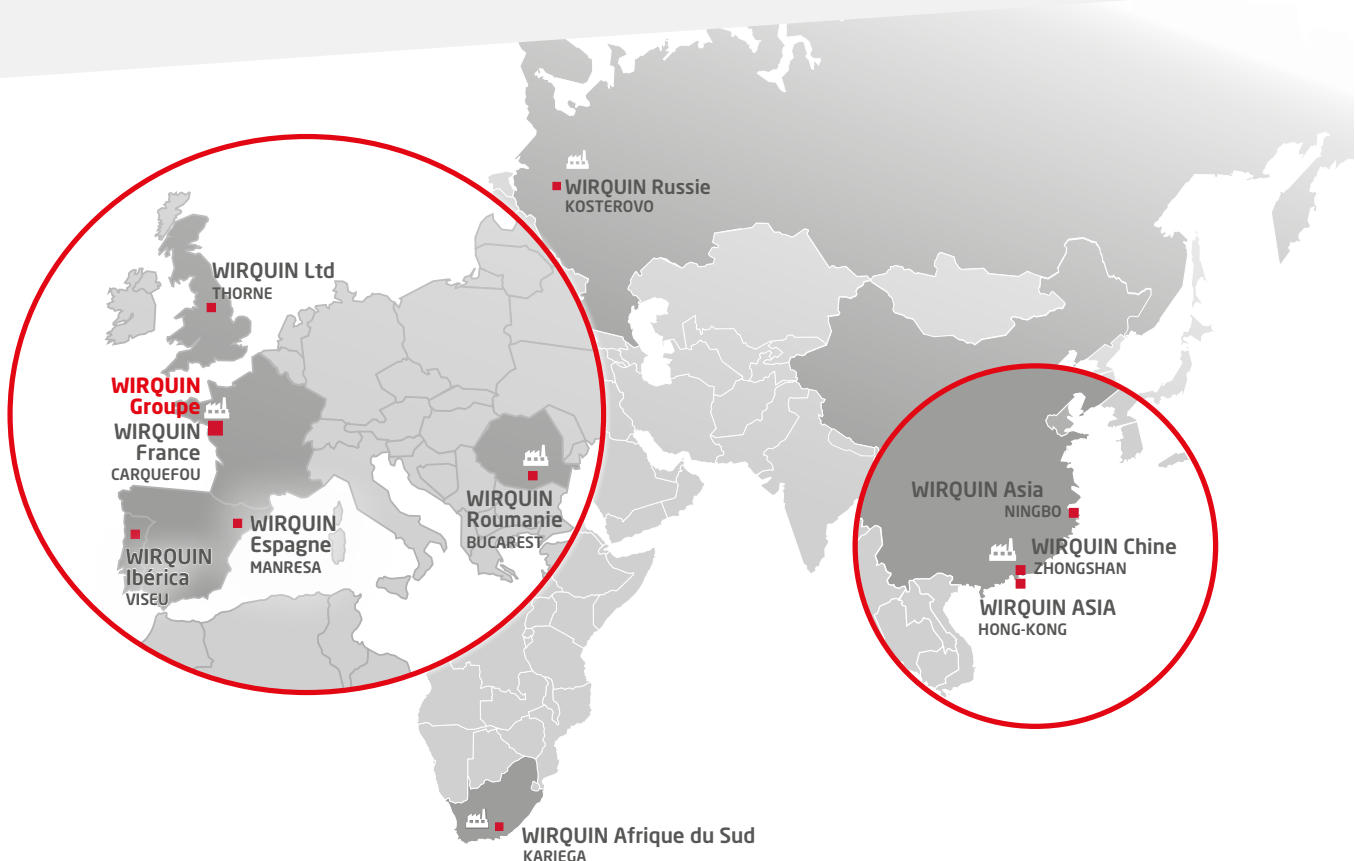 WIRQUIN Russie
KOSTEROVO
WIRQUIN Ltd
THORNE
WIRQUIN
Groupe
WIRQUIN
France
CARQUEFOU
WIRQUIN
Roumanie
BUCAREST
WIRQUIN
Espagne
MANRESA
WIRQUIN
Ibérica
VISEU
WIRQUIN Asia
NINGBO
WIRQUIN Chine
ZHONGSHAN
WIRQUIN ASIA
HONG-KONG
WIRQUIN Afrique du Sud
KARIEGA